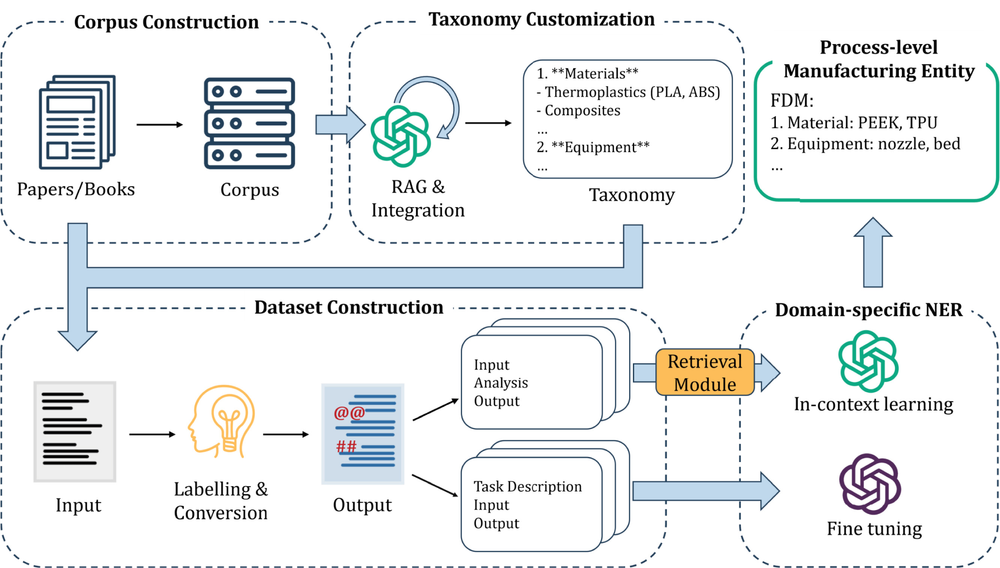 Corpus Construction
Papers/Books
Corpus
Taxonomy Customization
RAG &
Integration
1. **Materials**
- Thermoplastics (PLA, ABS)
- Composites
...
2. **Equipment**
...
Taxonomy
Process-level
Manufacturing Entity
FDM:
1. Material: PEEK, TPU
2. Equipment: nozzle, bed
...
Dataset Construction
Input
Labelling &
Conversion
@@
##
Output
Input
Analysis
Output
Task Description
Input
Output
Retrieval
Module
Domain-specific NER
In-context learning
Fine tuning